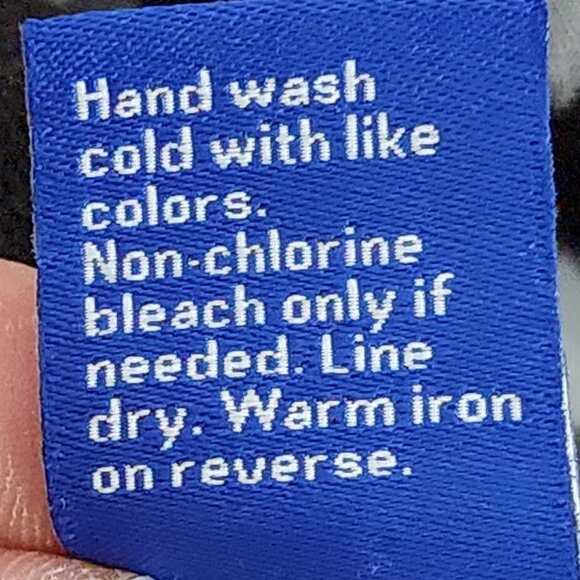 Hand wash
cold with like
colors.
Non-chlorine
bleach only if
needed. Line
dry. Warm iron
on reverse.